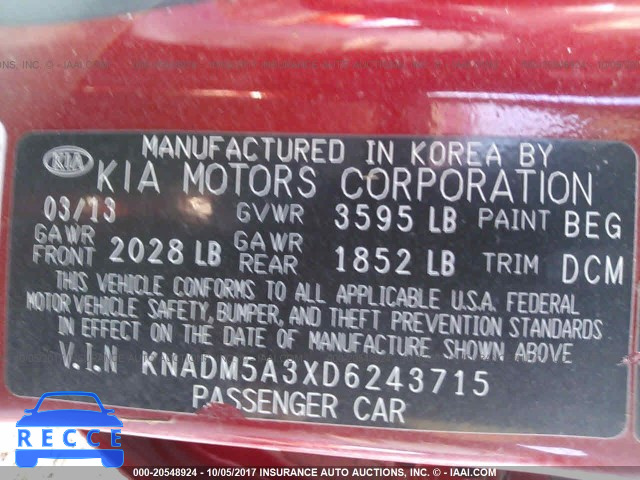 MANUFACTURED IN KOREA BY
KIA KIA MOTORS CORPORATION
03/13 GVWR 3595 LB PAINT BEG
GAWR FRONT 2028 LB GAWR REAR 1852 LB TRIM DCM
THIS VEHICLE CONFORMS TO ALL APPLICABLE U.S.A. FEDERAL
MOTOR VEHICLE SAFETY, BUMPER, AND THEFT PREVENTION STANDARDS
IN EFFECT ON THE DATE OF MANUFACTURE SHOWN ABOVE
V.I.N KNADM5A3XD6243715
PASSENGER CAR
RECCE
000-20548924 - 10/05/2017 INSURANCE AUTO AUCTIONS, INC. - © IAAI.COM